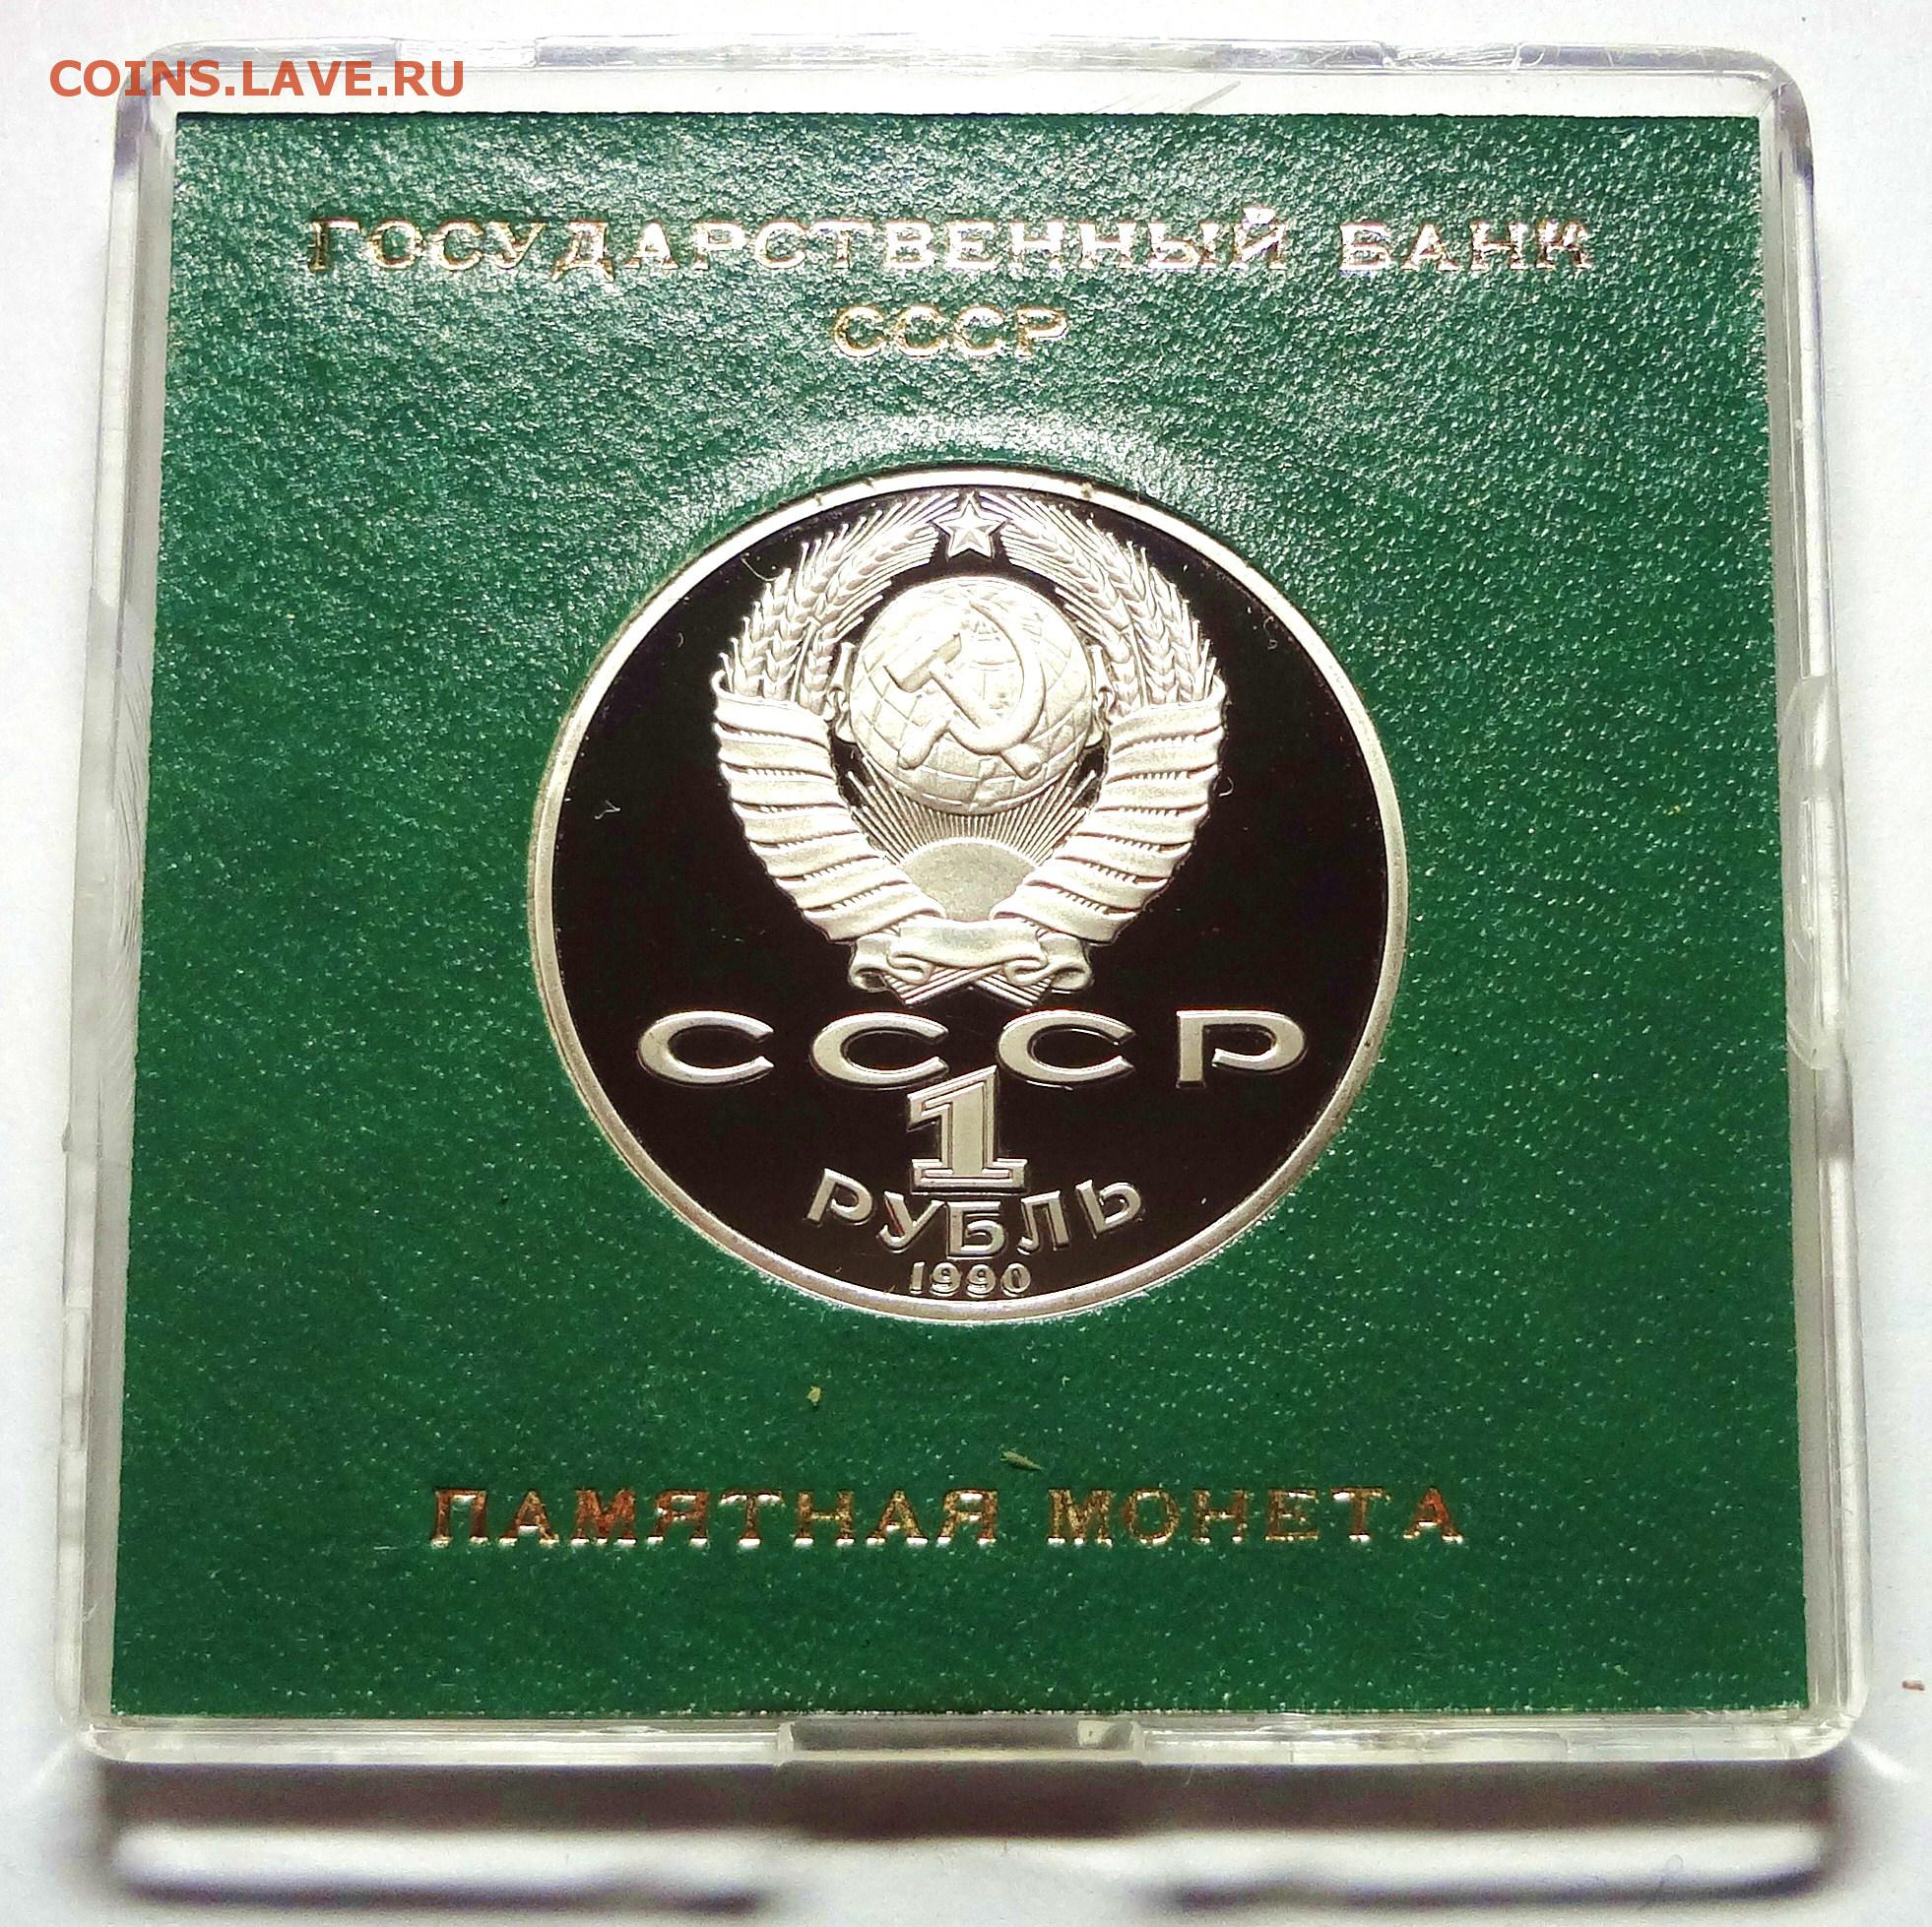 COINS.LAVE.RU
ГОСУДАРСТВЕННЫЙ БАНК
СССР
СССР
1
РУБЛЬ
1990
ПАМЯТНАЯ МОНЕТА